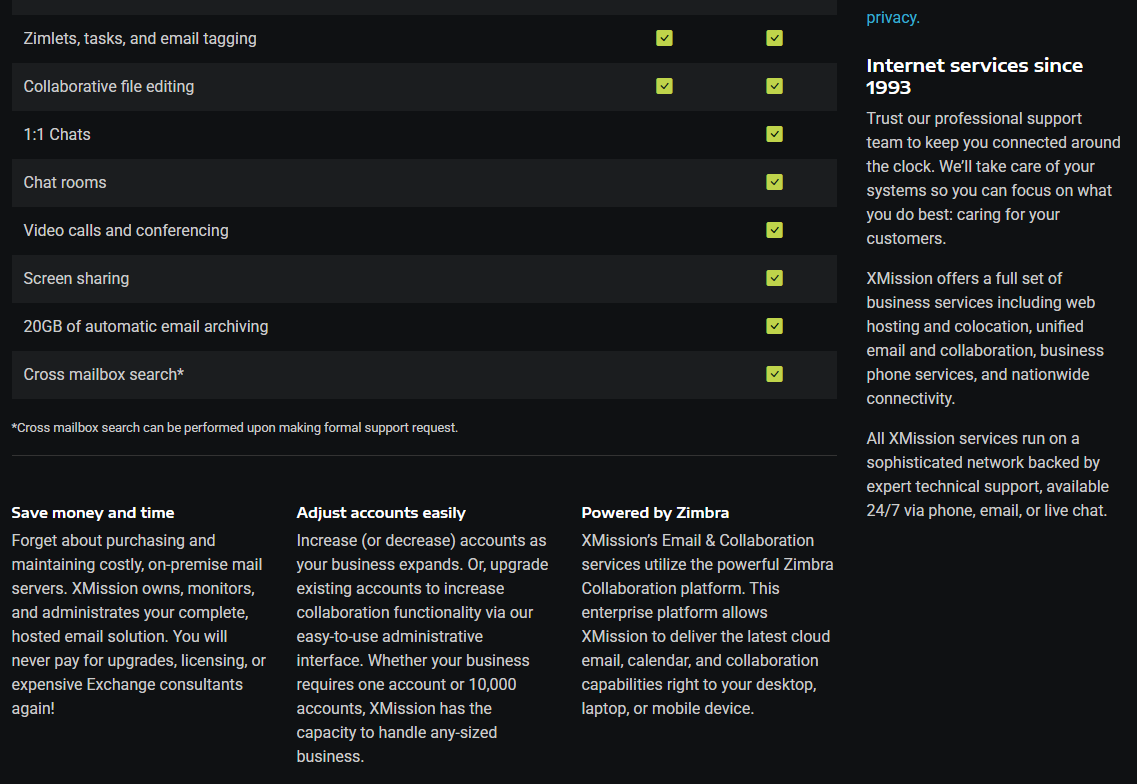 Zimlets, tasks, and email tagging
Collaborative file editing
1:1 Chats
Chat rooms
Video calls and conferencing
Screen sharing
20GB of automatic email archiving
Cross mailbox search*
*Cross mailbox search can be performed upon making formal support request.
Save money and time
Forget about purchasing and
maintaining costly, on-premise mail
servers. XMission owns, monitors,
and administrates your complete,
hosted email solution. You will
never pay for upgrades, licensing, or
expensive Exchange consultants
again!
Adjust accounts easily
Increase (or decrease) accounts as
your business expands. Or, upgrade
existing accounts to increase
collaboration functionality via our
easy-to-use administrative
interface. Whether your business
requires one account or 10,000
accounts, XMission has the
capacity to handle any-sized
business.
Powered by Zimbra
XMission’s Email & Collaboration
services utilize the powerful Zimbra
Collaboration platform. This
enterprise platform allows
XMission to deliver the latest cloud
email, calendar, and collaboration
capabilities right to your desktop,
laptop, or mobile device.
privacy.
Internet services since
1993
Trust our professional support
team to keep you connected around
the clock. We’ll take care of your
systems so you can focus on what
you do best: caring for your
customers.
XMission offers a full set of
business services including web
hosting and colocation, unified
email and collaboration, business
phone services, and nationwide
connectivity.
All XMission services run on a
sophisticated network backed by
expert technical support, available
24/7 via phone, email, or live chat.